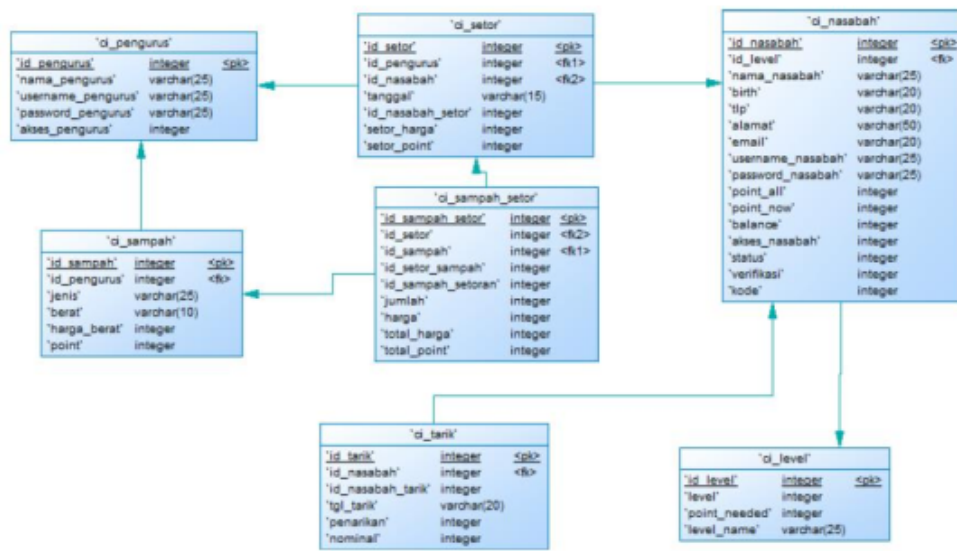 'ci_pengurus'
'id_pengurus' integer <pk>
'nama_pengurus' varchar(25)
'username_pengurus' varchar(25)
'password_pengurus' varchar(25)
'akses_pengurus' integer
'ci_setor'
'id_setor' integer <pk>
'id_pengurus' integer <fk1>
'id_nasabah' integer <fk2>
'tanggal' varchar(15)
'id_nasabah_setor' integer
'setor_harga' integer
'setor_point' integer
'ci_nasabah'
'id_nasabah' integer <pk>
'id_level' integer <fk>
'nama_nasabah' varchar(25)
'birth' varchar(20)
'tlp' varchar(20)
'alamat' varchar(50)
'email' varchar(20)
'username_nasabah' varchar(25)
'password_nasabah' varchar(25)
'point_all' integer
'point_now' integer
'balance' integer
'akses_nasabah' integer
'status' integer
'verifikasi' integer
'kode' integer
'ci_sampah'
'id_sampah' integer <pk>
'id_pengurus' integer <fk>
'jenis' varchar(25)
'berat' varchar(10)
'harga_berat' integer
'point' integer
'ci_sampah_setor'
'id_sampah_setor' integer <pk>
'id_setor' integer <fk2>
'id_sampah' integer <fk1>
'id_setor_sampah' integer
'id_sampah_setoran' integer
'jumlah' integer
'harga' integer
'total_harga' integer
'total_point' integer
'ci_tarik'
'id_tarik' integer <pk>
'id_nasabah' integer <fk>
'id_nasabah_tarik' integer
'tgl_tarik' varchar(20)
'penarikan' integer
'nominal' integer
'ci_level'
'id_level' integer <pk>
'level' integer
'point_needed' integer
'level_name' varchar(25)